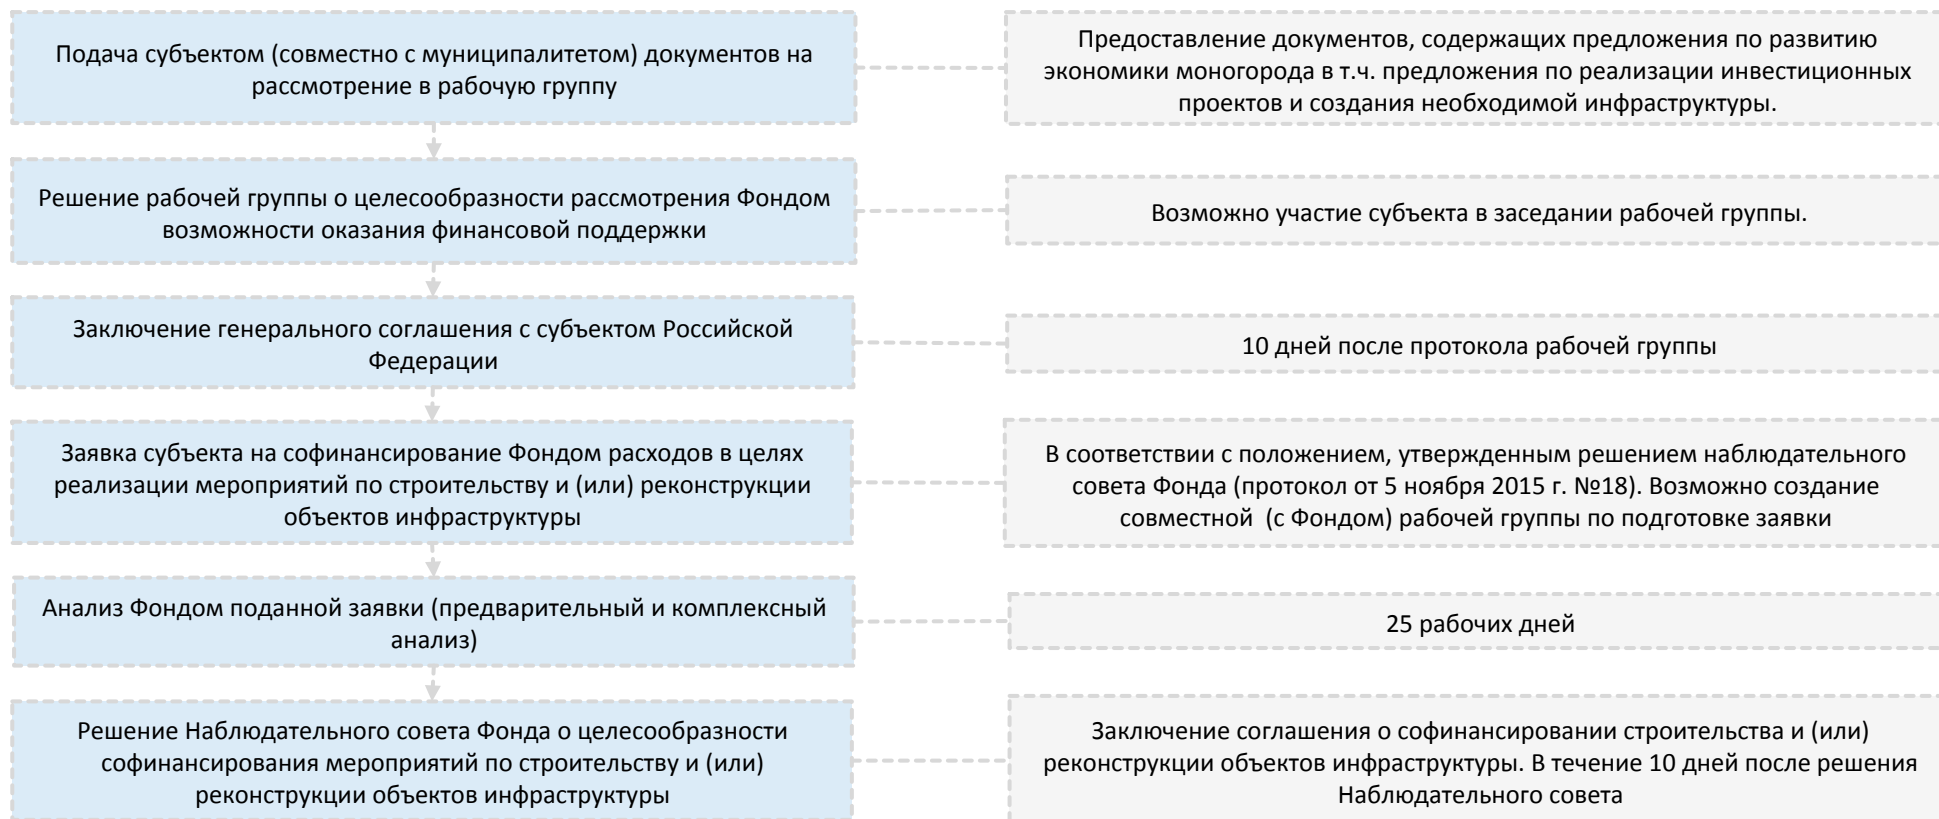 Подача субъектом (совместно с муниципалитетом) документов на
рассмотрение в рабочую группу
Предоставление документов, содержащих предложения по развитию
экономики моногорода в т.ч. предложения по реализации инвестиционных
проектов и создания необходимой инфраструктуры.
Решение рабочей группы о целесообразности рассмотрения Фондом
возможности оказания финансовой поддержки
Возможно участие субъекта в заседании рабочей группы.
Заключение генерального соглашения с субъектом Российской
Федерации
10 дней после протокола рабочей группы
Заявка субъекта на софинансирование Фондом расходов в целях
реализации мероприятий по строительству и (или) реконструкции
объектов инфраструктуры
В соответствии с положением, утвержденным решением наблюдательного
совета Фонда (протокол от 5 ноября 2015 г. №18). Возможно создание
совместной (с Фондом) рабочей группы по подготовке заявки
Анализ Фондом поданной заявки (предварительный и комплексный
анализ)
25 рабочих дней
Решение Наблюдательного совета Фонда о целесообразности
софинансирования мероприятий по строительству и (или)
реконструкции объектов инфраструктуры
Заключение соглашения о софинансировании строительства и (или)
реконструкции объектов инфраструктуры. В течение 10 дней после решения
Наблюдательного совета